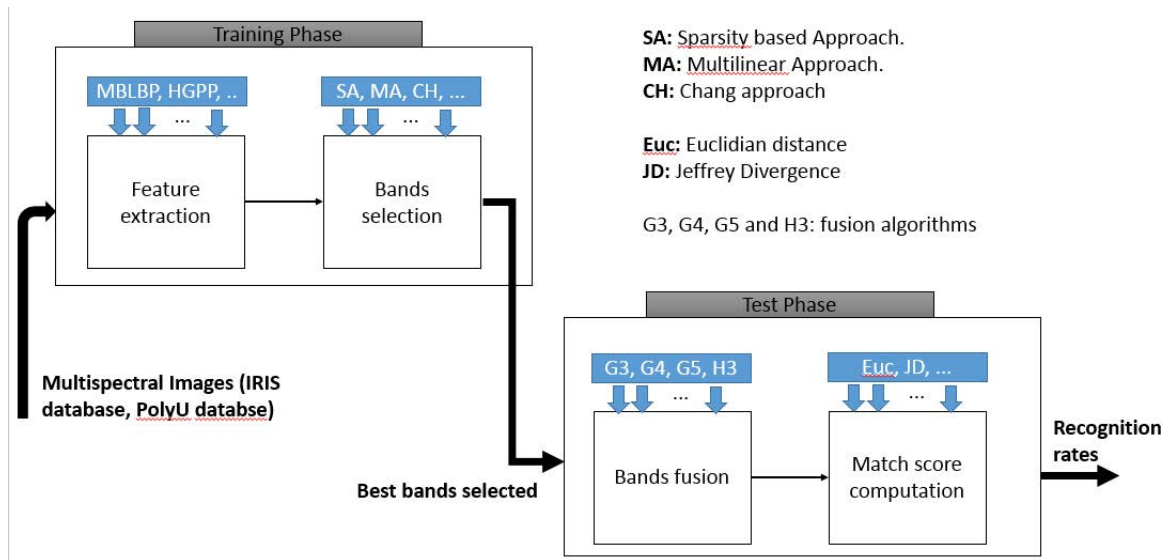 Training Phase
MBLBP, HGPP, ..
...
Feature
extraction
SA, MA, CH, ...
...
Bands
selection
SA: Sparsity based Approach.
MA: Multilinear Approach.
CH: Chang approach
Euc: Euclidian distance
JD: Jeffrey Divergence
G3, G4, G5 and H3: fusion algorithms
Multispectral Images (IRIS
database, PolyU databse)
Best bands selected
Test Phase
G3, G4, G5, H3
...
Bands fusion
Euc, JD, ...
...
Match score
computation
Recognition
rates